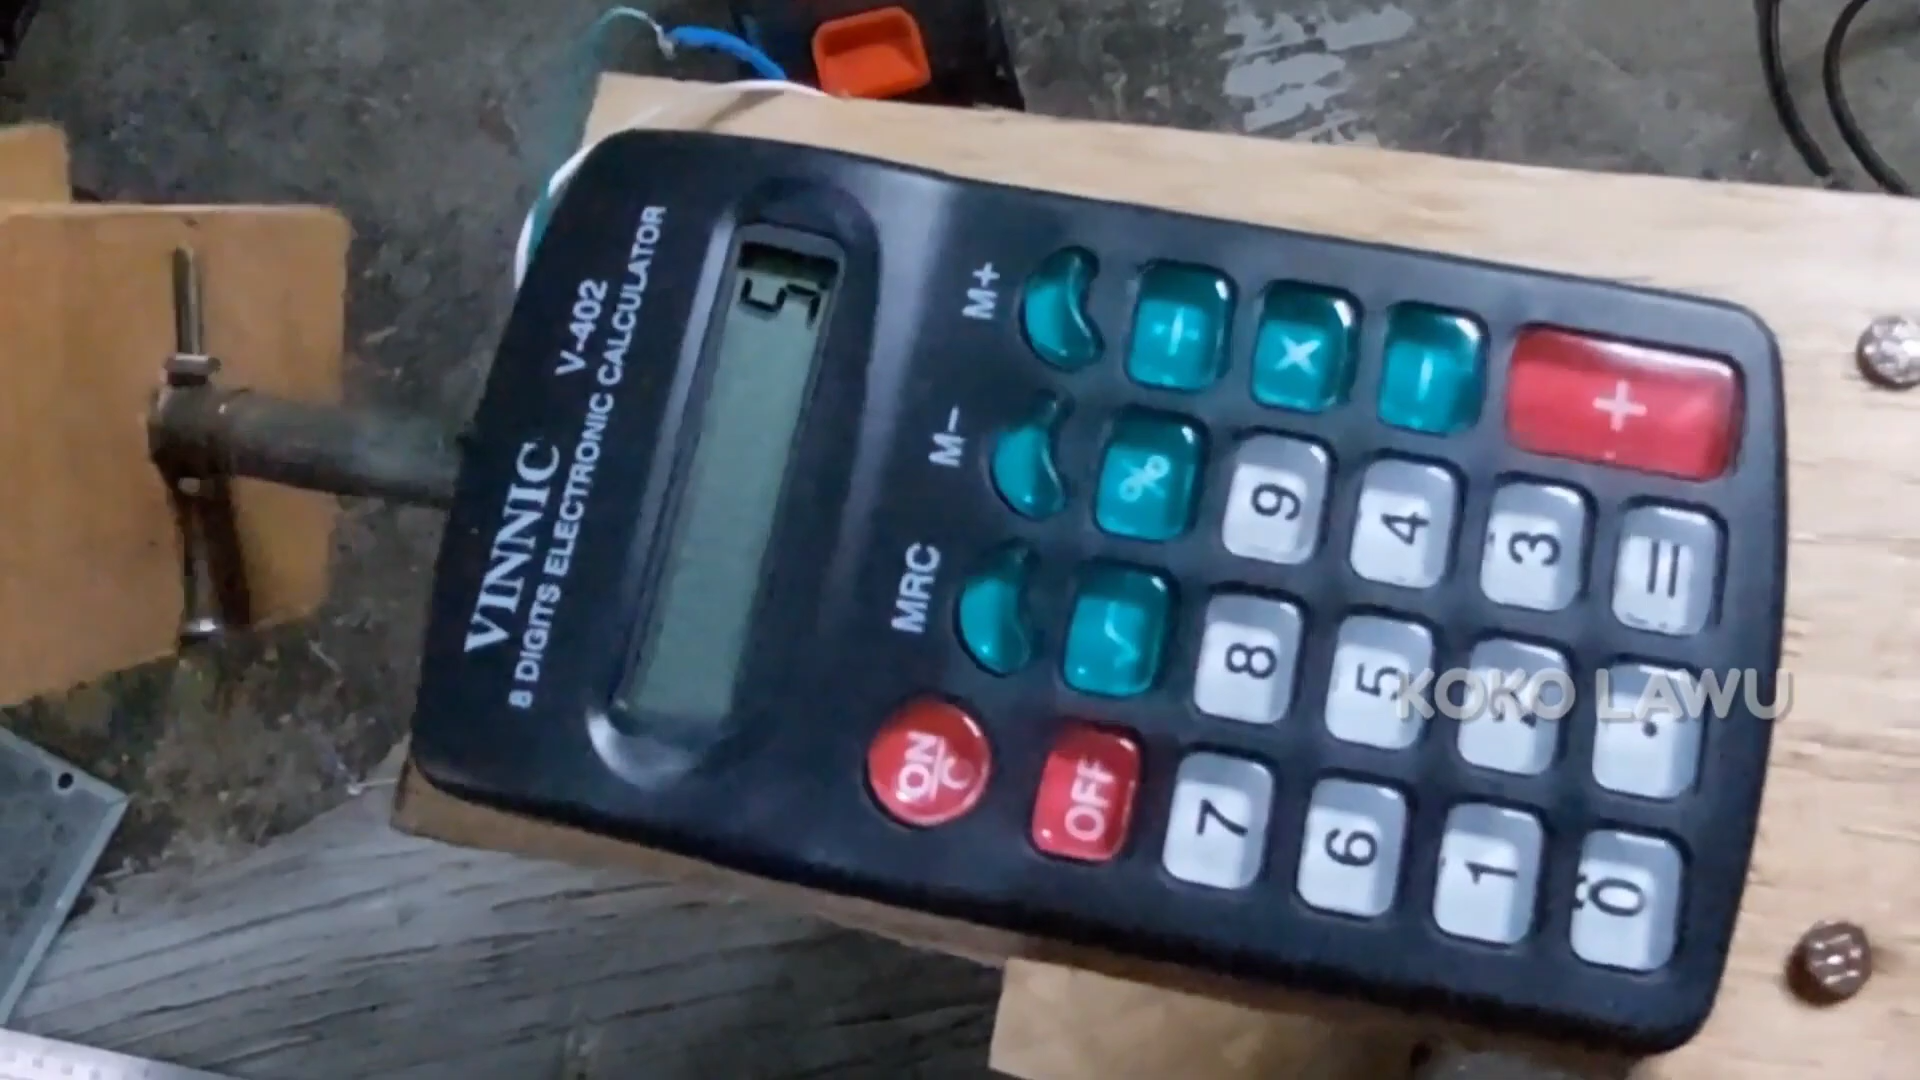 VINNIC V-402
8 DIGITS ELECTRONIC CALCULATOR
MRC M− M+
ON/C
OFF √ % ÷
7 8 9 ×
6 5 4 −
1 2 3 +
0 . =
KOKO LAWU